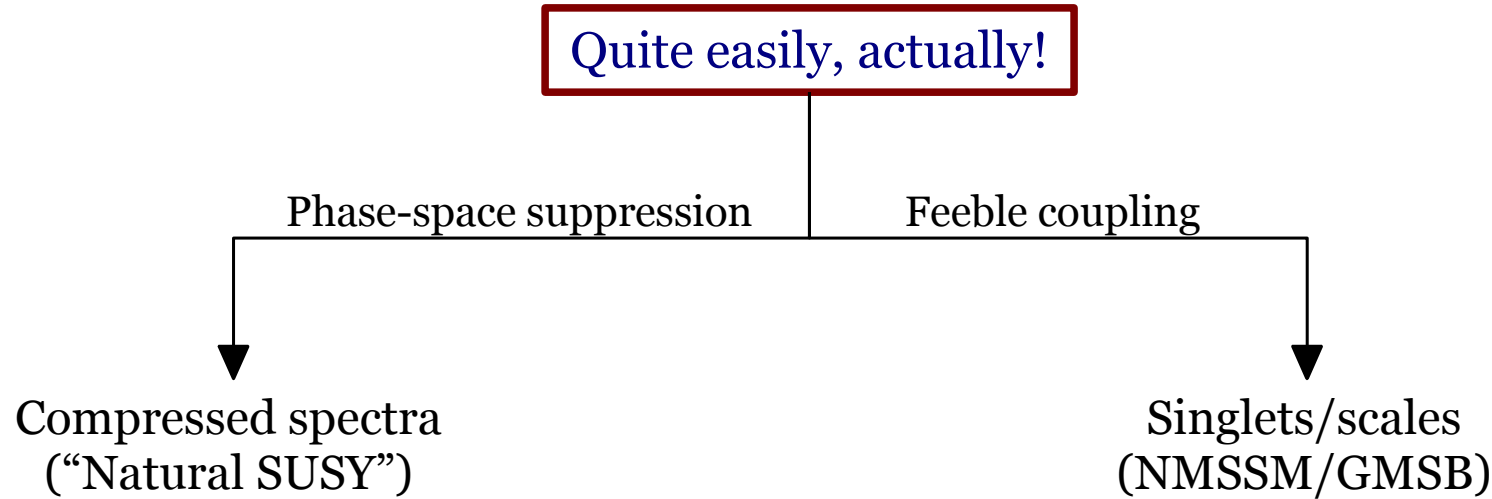 Quite easily, actually!
Phase-space suppression
Feeble coupling
Compressed spectra
(“Natural SUSY”)
Singlets/scales
(NMSSM/GMSB)